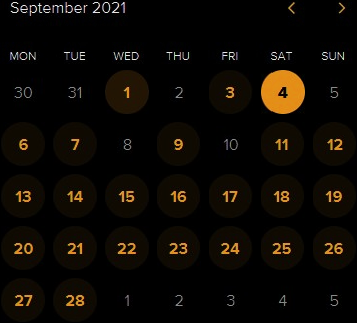 September 2021
MON TUE WED THU FRI SAT SUN
30 31 1 2 3 4 5
6 7 8 9 10 11 12
13 14 15 16 17 18 19
20 21 22 23 24 25 26
27 28 1 2 3 4 5